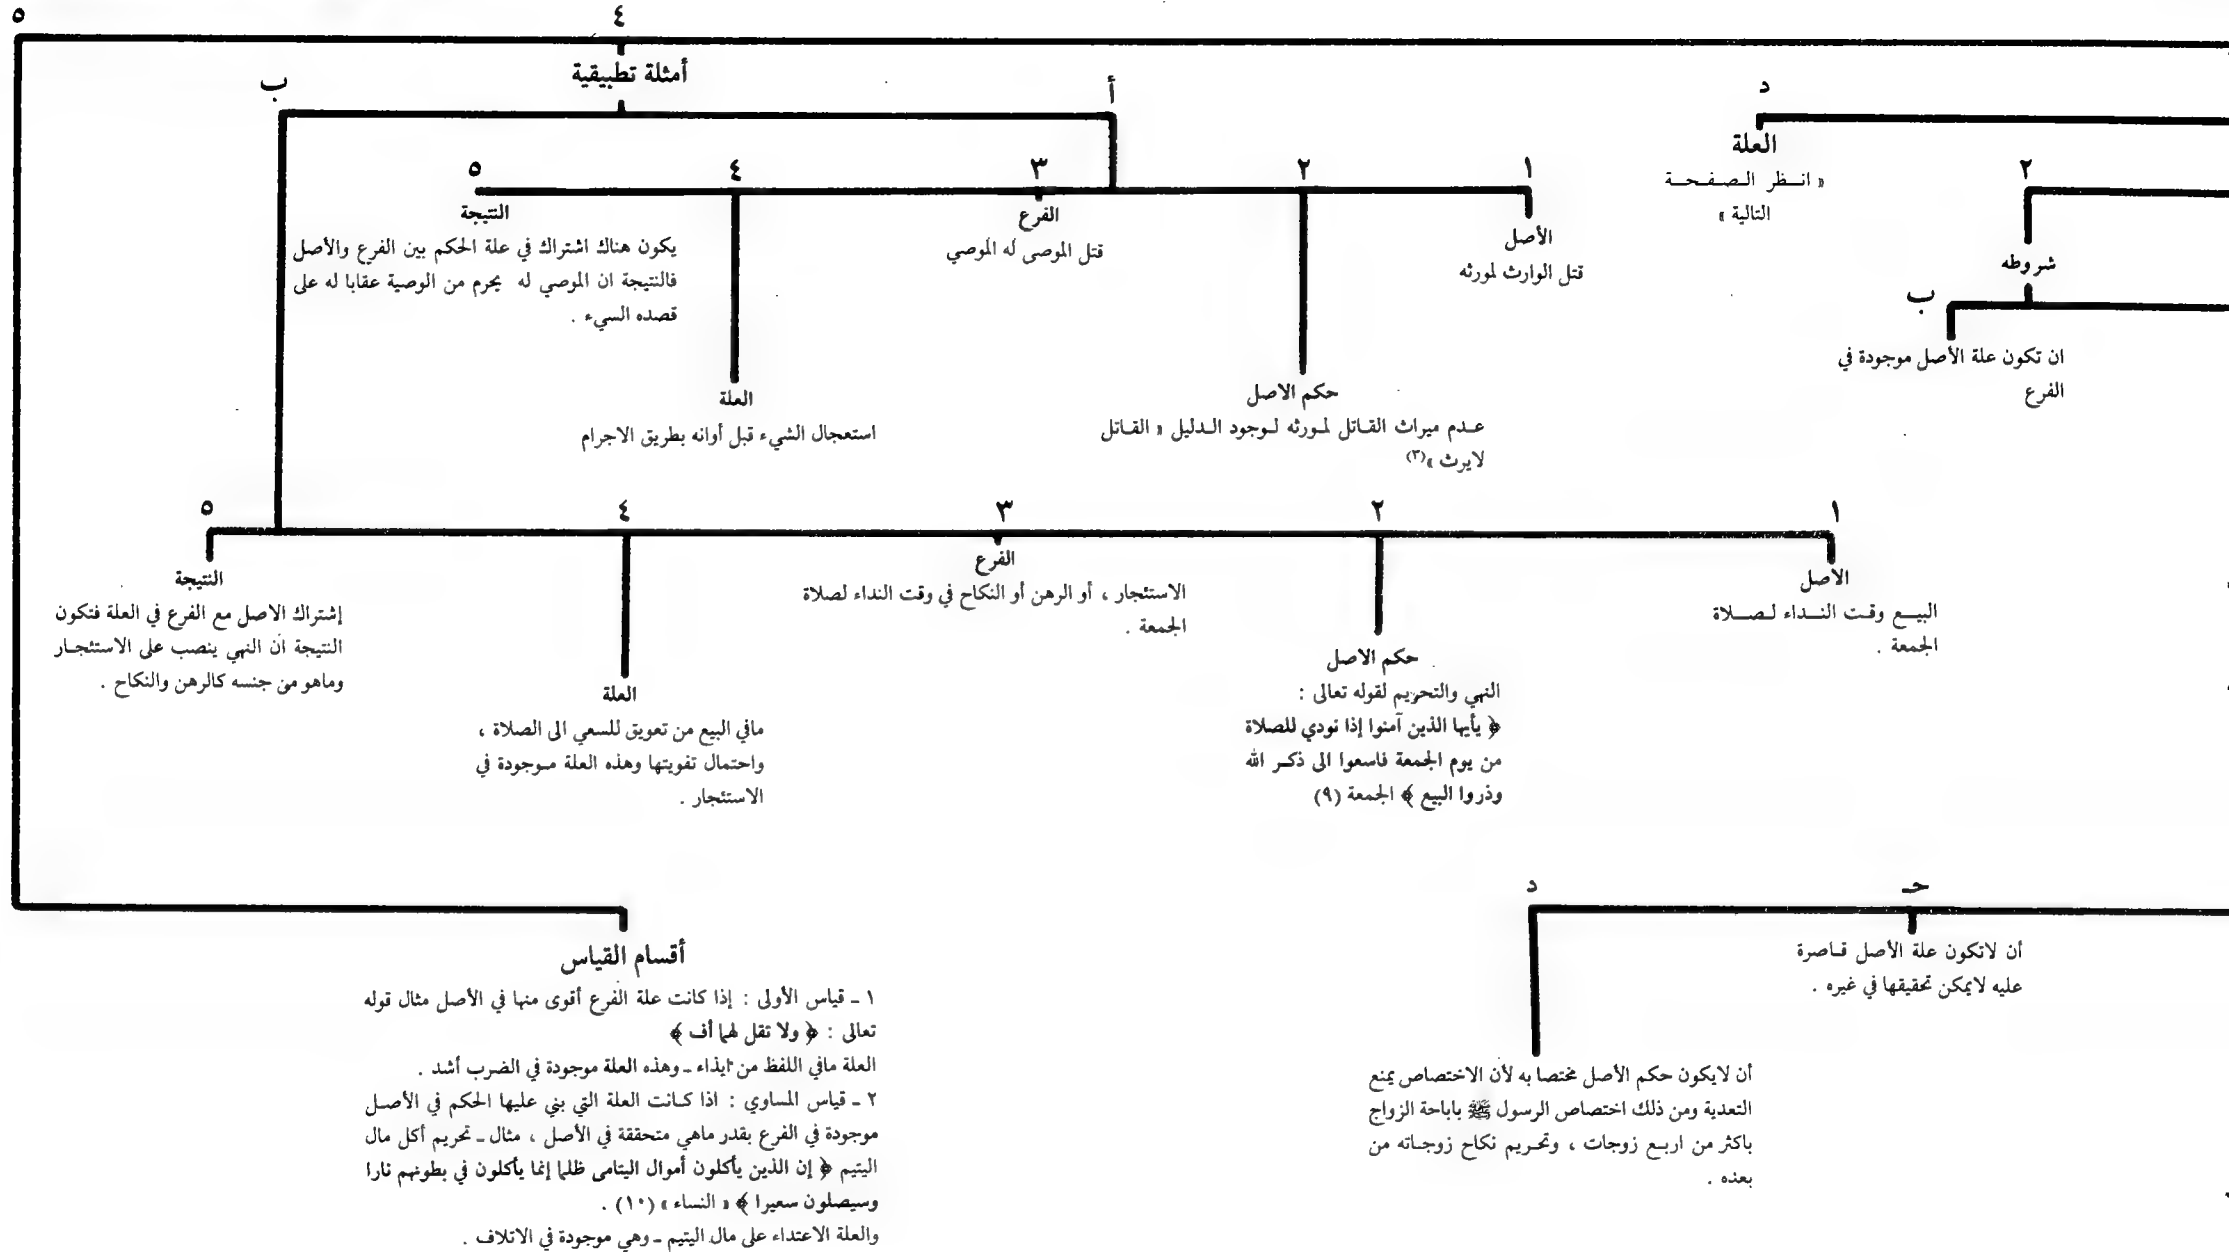 ٤
٥
أمثلة تطبيقية
أ
ب
د
العلة
« انظر الصفحة
التالية »
٢
شروطه
ب
ان تكون علة الأصل موجودة في
الفرع
١
الأصل
قتل الوارث لمورثه
٢
حكم الاصل
عدم ميراث القاتل لمورثه لوجود الدليل « القاتل
لايرث »(٣)
٣
الفرع
قتل الموصى له الموصي
٤
العلة
استعجال الشيء قبل أوانه بطريق الاجرام
٥
النتيجة
يكون هناك اشتراك في علة الحكم بين الفرع والأصل
فالنتيجة ان الموصي له يحرم من الوصية عقابا له على
قصده السيء .
١
الاصل
البيع وقت النداء لصلاة
الجمعة .
٢
حكم الاصل
النهي والتحريم لقوله تعالى :
﴿ يأيها الذين آمنوا إذا نودي للصلاة
من يوم الجمعة فاسعوا الى ذكر الله
وذروا البيع ﴾ الجمعة (٩)
٣
الفرع
الاستئجار ، أو الرهن أو النكاح في وقت النداء لصلاة
الجمعة .
٤
العلة
مافي البيع من تعويق للسعي الى الصلاة ،
واحتمال تفويتها وهذه العلة موجودة في
الاستئجار .
٥
النتيجة
إشتراك الاصل مع الفرع في العلة فتكون
النتيجة أن النهي ينصب على الاستئجار
وماهو من جنسه كالرهن والنكاح .
حـ
أن لاتكون علة الأصل قاصرة
عليه لايمكن تحقيقها في غيره .
د
أن لايكون حكم الأصل مختصا به لأن الاختصاص يمنع
التعدية ومن ذلك اختصاص الرسول ﷺ باباحة الزواج
باكثر من اربع زوجات ، وتحريم نكاح زوجاته من
بعده .
أقسام القياس
١ ـ قياس الأولى : إذا كانت علة الفرع أقوى منها في الأصل مثال قوله
تعالى : ﴿ ولا تقل لهما أف ﴾
العلة مافي اللفظ من ايذاء ـ وهذه العلة موجودة في الضرب أشد .
٢ ـ قياس المساوي : اذا كانت العلة التي بني عليها الحكم في الأصل
موجودة في الفرع بقدر ماهي متحققة في الأصل ، مثال ـ تحريم أكل مال
اليتيم ﴿ إن الذين يأكلون أموال اليتامى ظلما إنما يأكلون في بطونهم نارا
وسيصلون سعيرا ﴾ « النساء » (١٠) .
والعلة الاعتداء على مال اليتيم ـ وهي موجودة في الاتلاف .